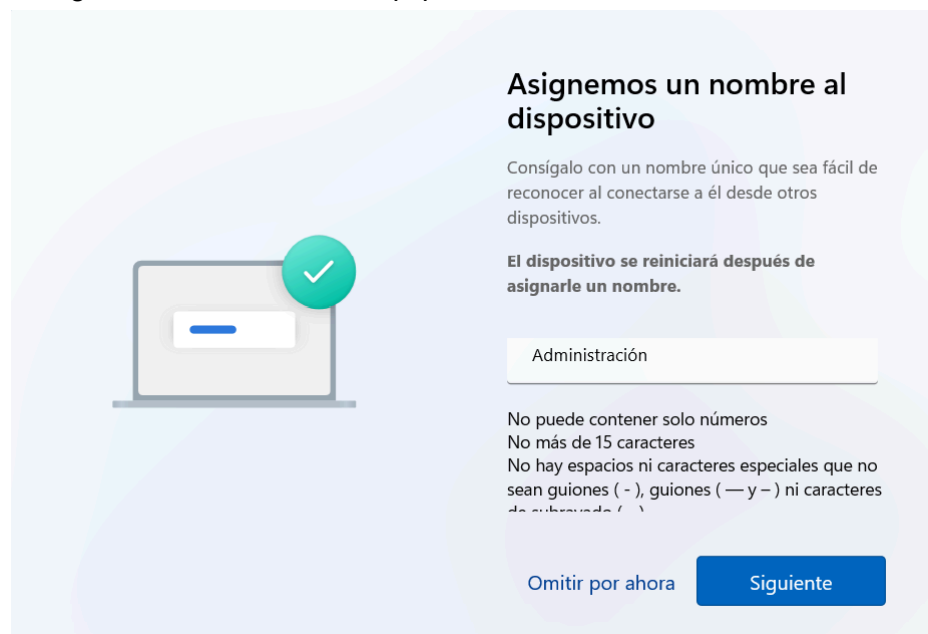 Asignemos un nombre al
dispositivo
Consígalo con un nombre único que sea fácil de
reconocer al conectarse a él desde otros
dispositivos.
El dispositivo se reiniciará después de
asignarle un nombre.
Administración
No puede contener solo números
No más de 15 caracteres
No hay espacios ni caracteres especiales que no
sean guiones ( - ), guiones ( — y – ) ni caracteres
de subrayado ( _ )
Omitir por ahora
Siguiente